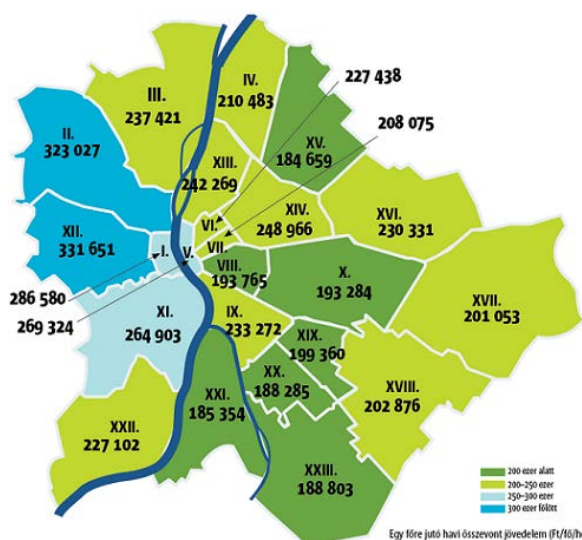 IV.
210 483
227 438
III.
237 421
208 075
II.
323 027
XV.
184 659
XIII.
242 269
VI.
XIV.
248 966
XVI.
230 331
XII.
331 651
I.
V.
VII.
VIII.
193 765
X.
193 284
XVII.
201 053
286 580
269 324
XI.
264 903
IX.
233 272
XIX.
199 360
XX.
188 285
XVIII.
202 876
XXI.
185 354
XXII.
227 102
XXIII.
188 803
200 ezer alatt
200–250 ezer
250–300 ezer
300 ezer fölött
Egy főre jutó havi összevont jövedelem (Ft/fő/h